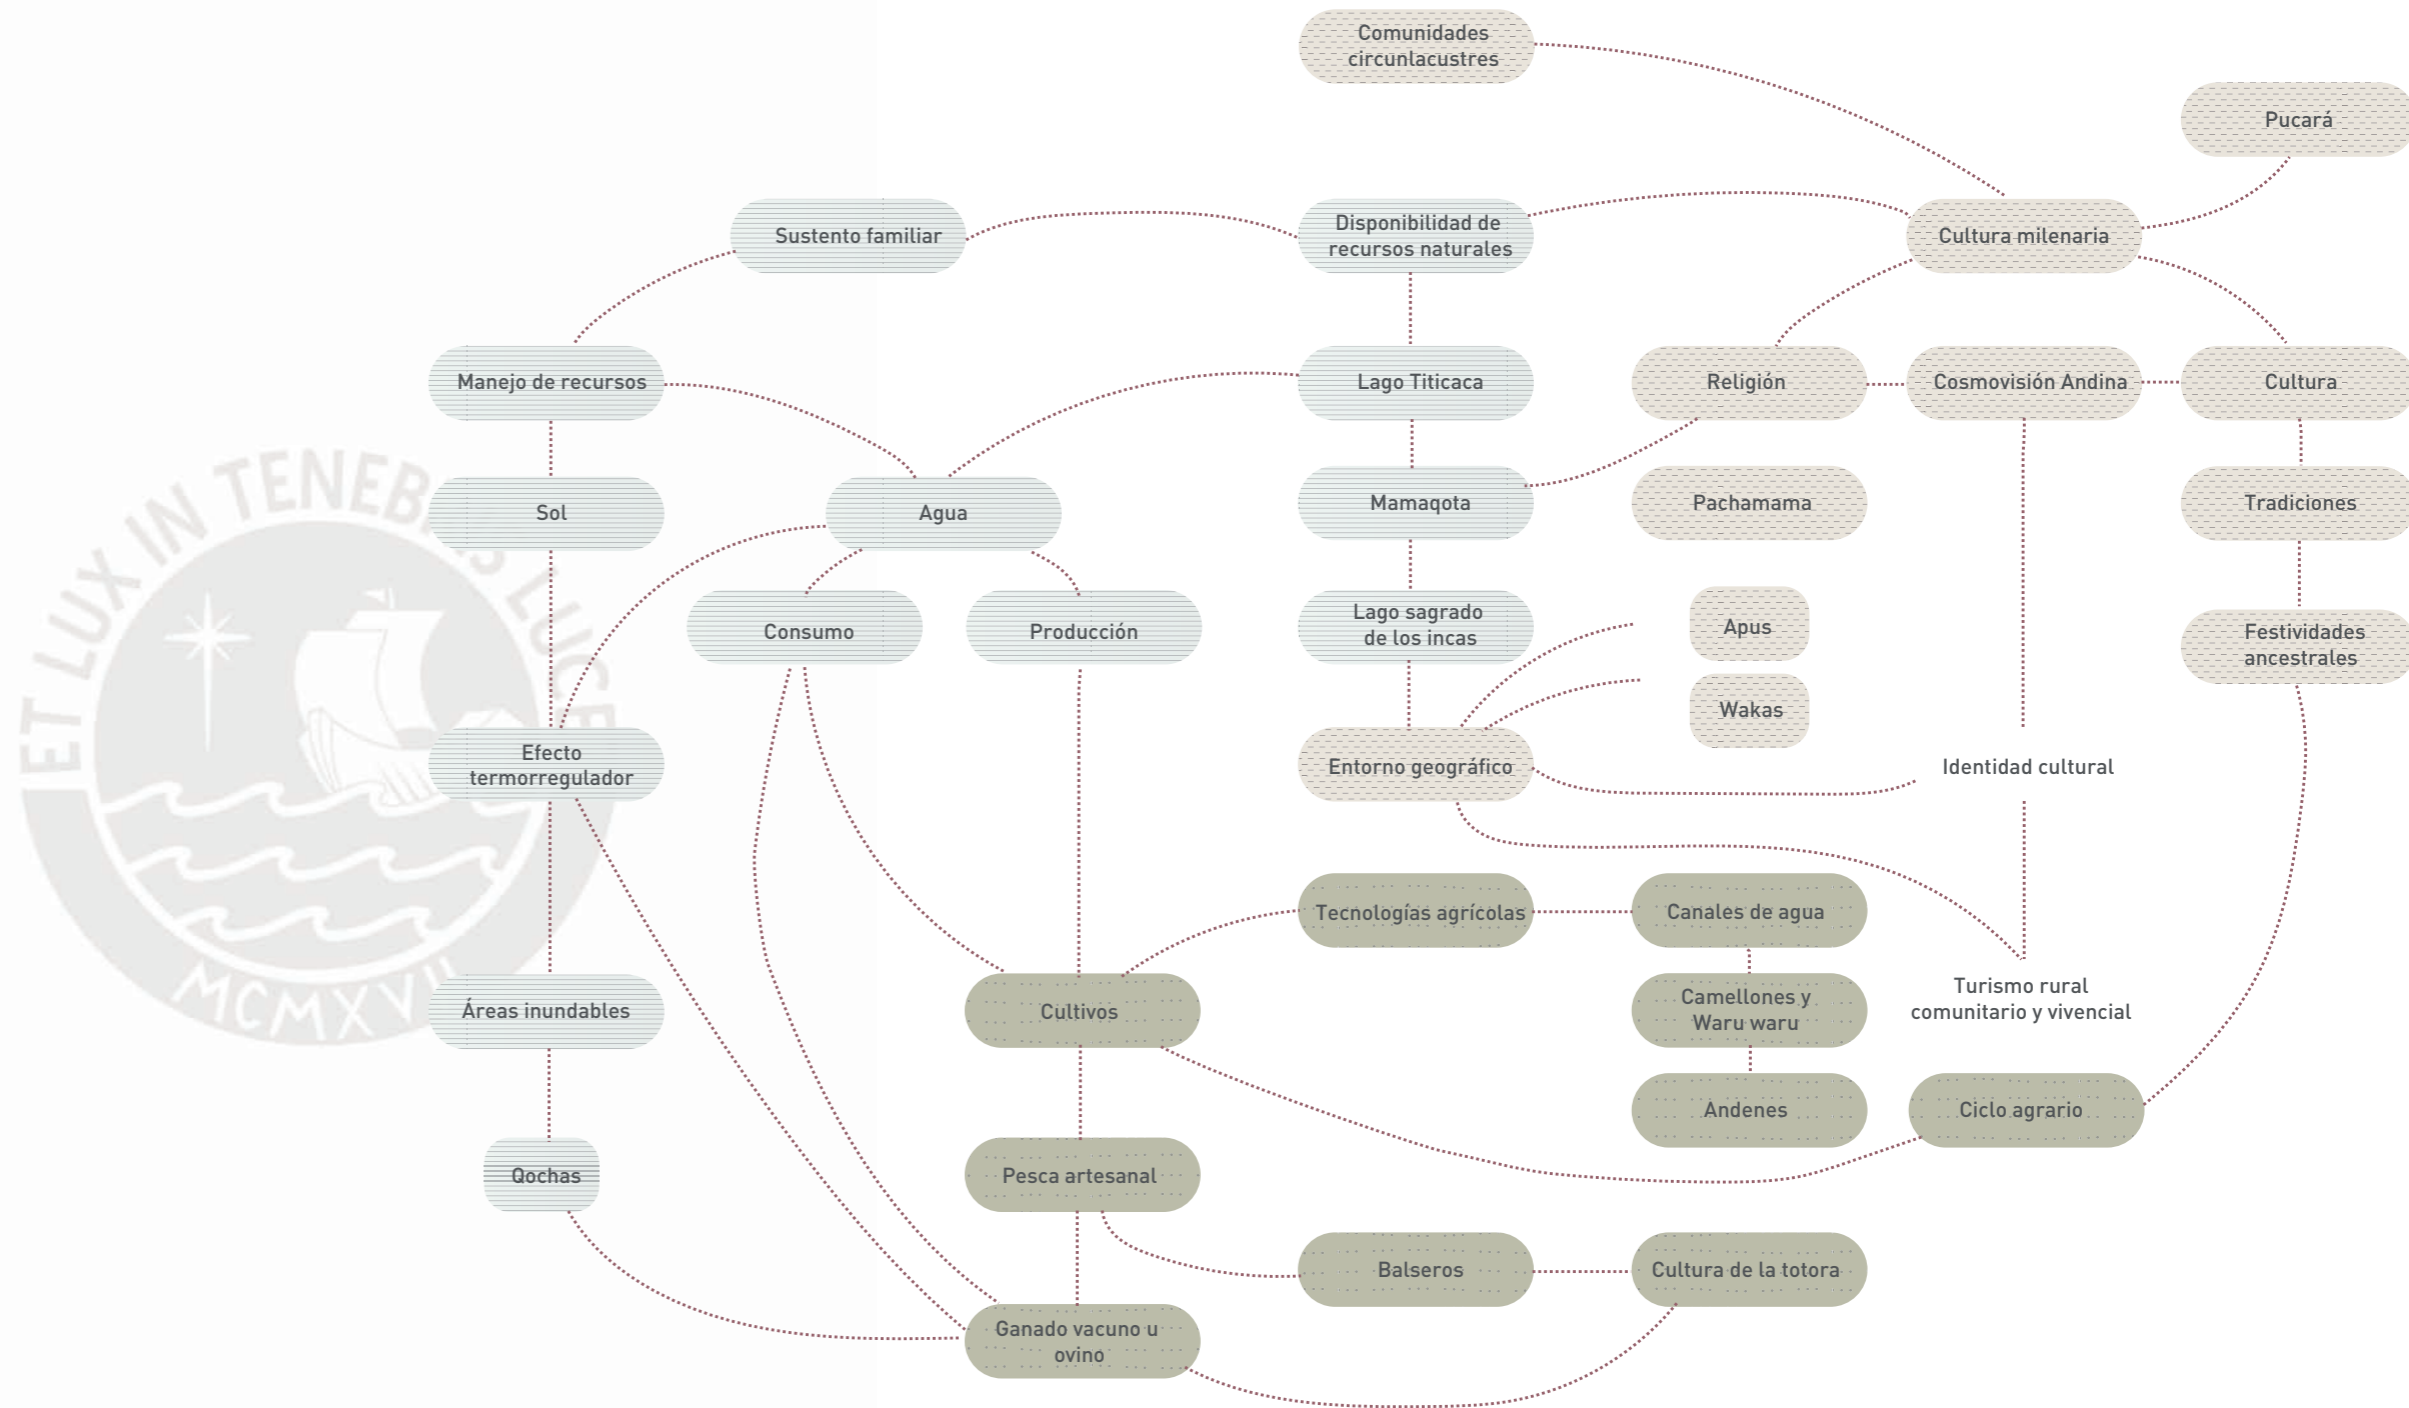 Comunidades
circunlacustres
Pucará
Sustento familiar
Disponibilidad de
recursos naturales
Cultura milenaria
Manejo de recursos
Lago Titicaca
Religión
Cosmovisión Andina
Cultura
Sol
Agua
Mamaqota
Pachamama
Tradiciones
Consumo
Producción
Lago sagrado
de los incas
Apus
Festividades
ancestrales
Wakas
Efecto
termorregulador
Entorno geográfico
Identidad cultural
Tecnologías agrícolas
Canales de agua
Áreas inundables
Cultivos
Camellones y
Waru waru
Turismo rural
comunitario y vivencial
Andenes
Ciclo agrario
Qochas
Pesca artesanal
Balseros
Cultura de la totora
Ganado vacuno u
ovino
ET LUX IN TENEBRIS LUCET
MCMXVII